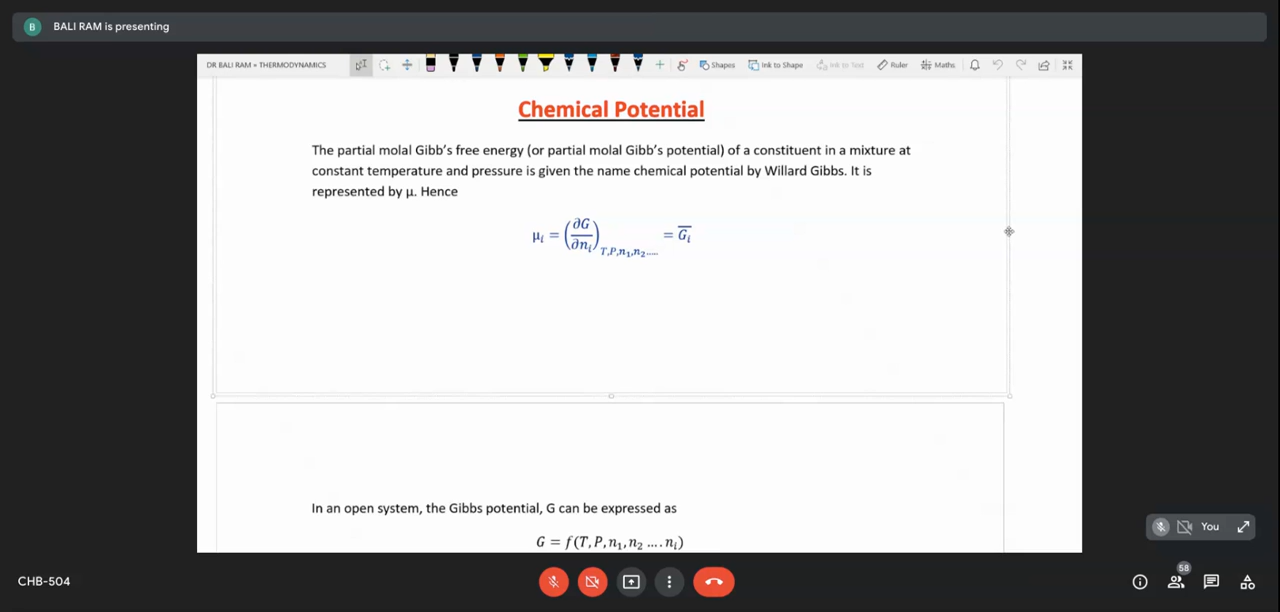 B BALI RAM is presenting
DR BALI RAM = THERMODYNAMICS Shapes Ink to Shape Ink to Text Ruler Maths
Chemical Potential
The partial molal Gibb's free energy (or partial molal Gibb's potential) of a constituent in a mixture at
constant temperature and pressure is given the name chemical potential by Willard Gibbs. It is
represented by μ. Hence
μᵢ = (∂G/∂nᵢ)T,P,n₁,n₂..... = G̅ᵢ
In an open system, the Gibbs potential, G can be expressed as
G = f(T, P, n₁, n₂ .... nᵢ)
You
CHB-504
58